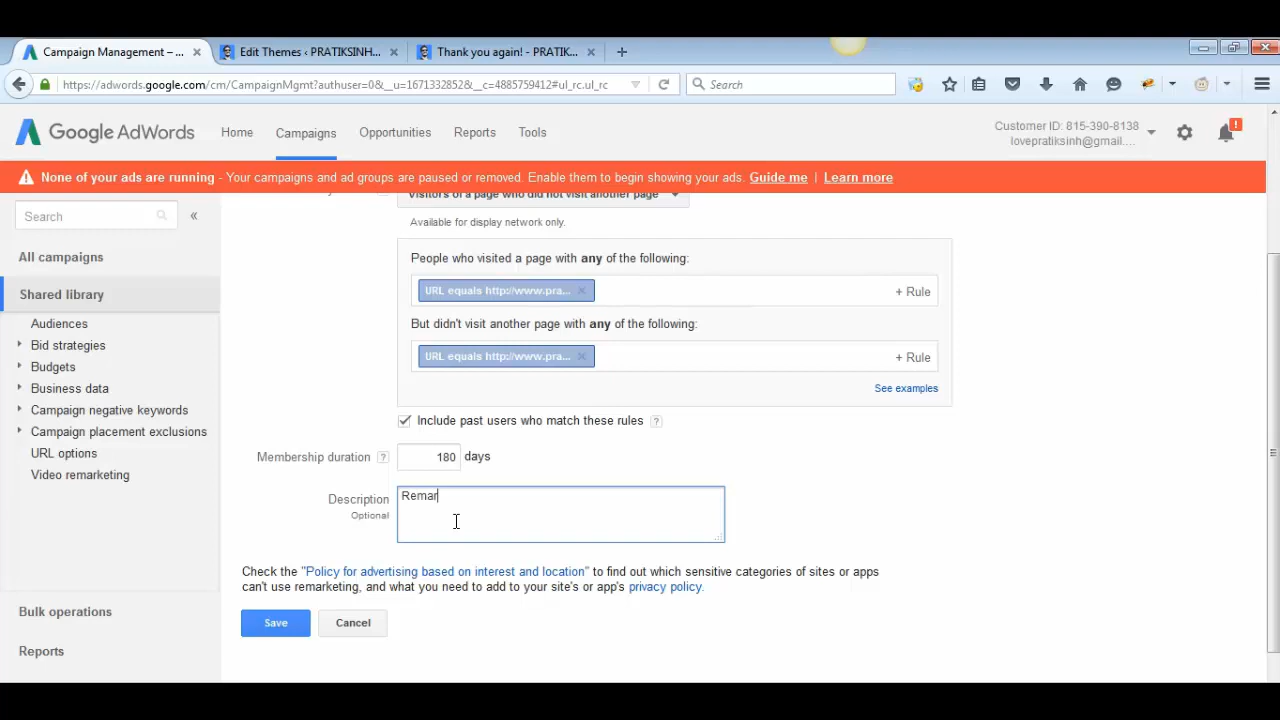 Campaign Management – ...
Edit Themes ‹ PRATIKSINH...
Thank you again! - PRATIK...
https://adwords.google.com/cm/CampaignMgmt?authuser=0&__u=1671332852&__c=4885759412#ul_rc.ul_rc
Search
Google AdWords
Home
Campaigns
Opportunities
Reports
Tools
Customer ID: 815-390-8138
lovepratiksinh@gmail....
!
None of your ads are running - Your campaigns and ad groups are paused or removed. Enable them to begin showing your ads. Guide me | Learn more
Search
«
All campaigns
Shared library
Audiences
Bid strategies
Budgets
Business data
Campaign negative keywords
Campaign placement exclusions
URL options
Video remarketing
Bulk operations
Reports
Visitors of a page who did not visit another page
Available for display network only.
People who visited a page with any of the following:
URL equals http://www.pra... ×
+ Rule
But didn't visit another page with any of the following:
URL equals http://www.pra... ×
+ Rule
See examples
Include past users who match these rules ?
Membership duration ? 180 days
Description
Optional
Remar
Check the "Policy for advertising based on interest and location" to find out which sensitive categories of sites or apps
can't use remarketing, and what you need to add to your site's or app's privacy policy.
Save
Cancel